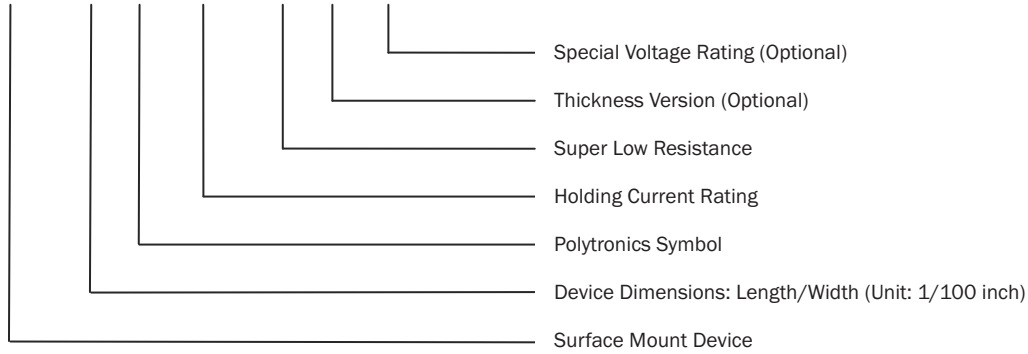 Special Voltage Rating (Optional)
Thickness Version (Optional)
Super Low Resistance
Holding Current Rating
Polytronics Symbol
Device Dimensions: Length/Width (Unit: 1/100 inch)
Surface Mount Device